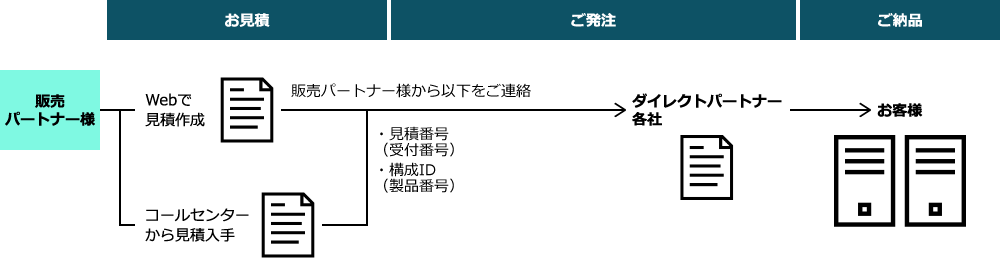 お見積
ご発注
ご納品
販売
パートナー様
Webで
見積作成
販売パートナー様から以下をご連絡
・見積番号
（受付番号）
・構成ID
（製品番号）
ダイレクトパートナー
各社
お客様
コールセンター
から見積入手